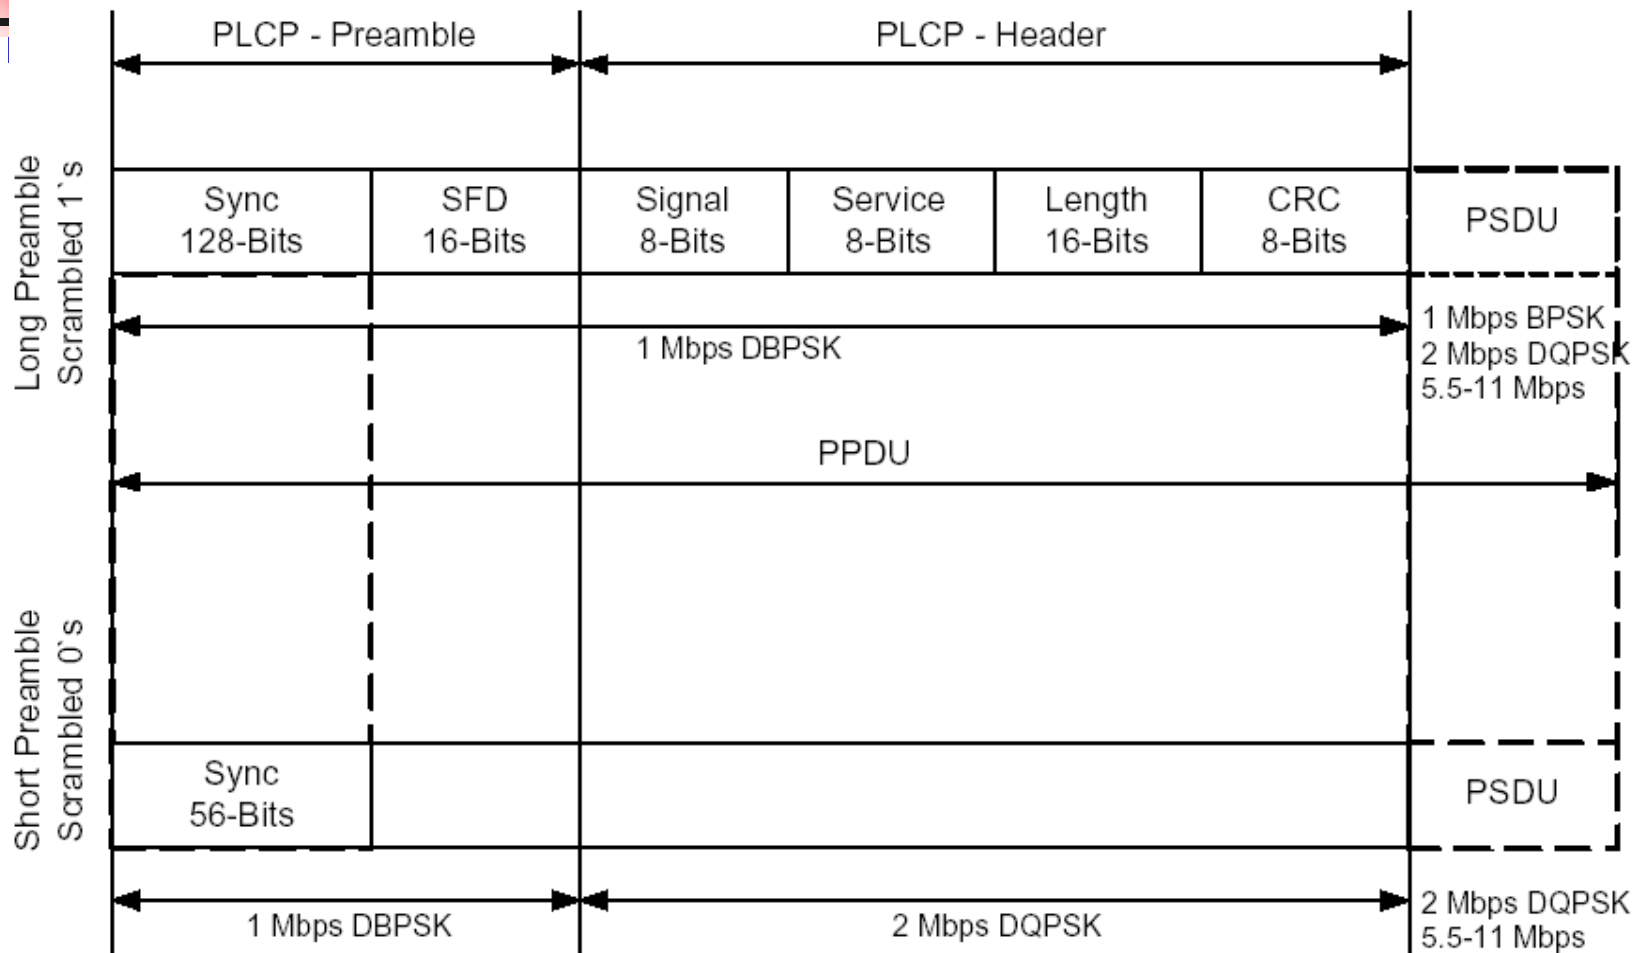 PLCP - Preamble
PLCP - Header
Long Preamble
Scrambled 1`s
Sync
128-Bits
SFD
16-Bits
Signal
8-Bits
Service
8-Bits
Length
16-Bits
CRC
8-Bits
PSDU
1 Mbps DBPSK
1 Mbps BPSK
2 Mbps DQPSK
5.5-11 Mbps
PPDU
Short Preamble
Scrambled 0`s
Sync
56-Bits
PSDU
1 Mbps DBPSK
2 Mbps DQPSK
2 Mbps DQPSK
5.5-11 Mbps